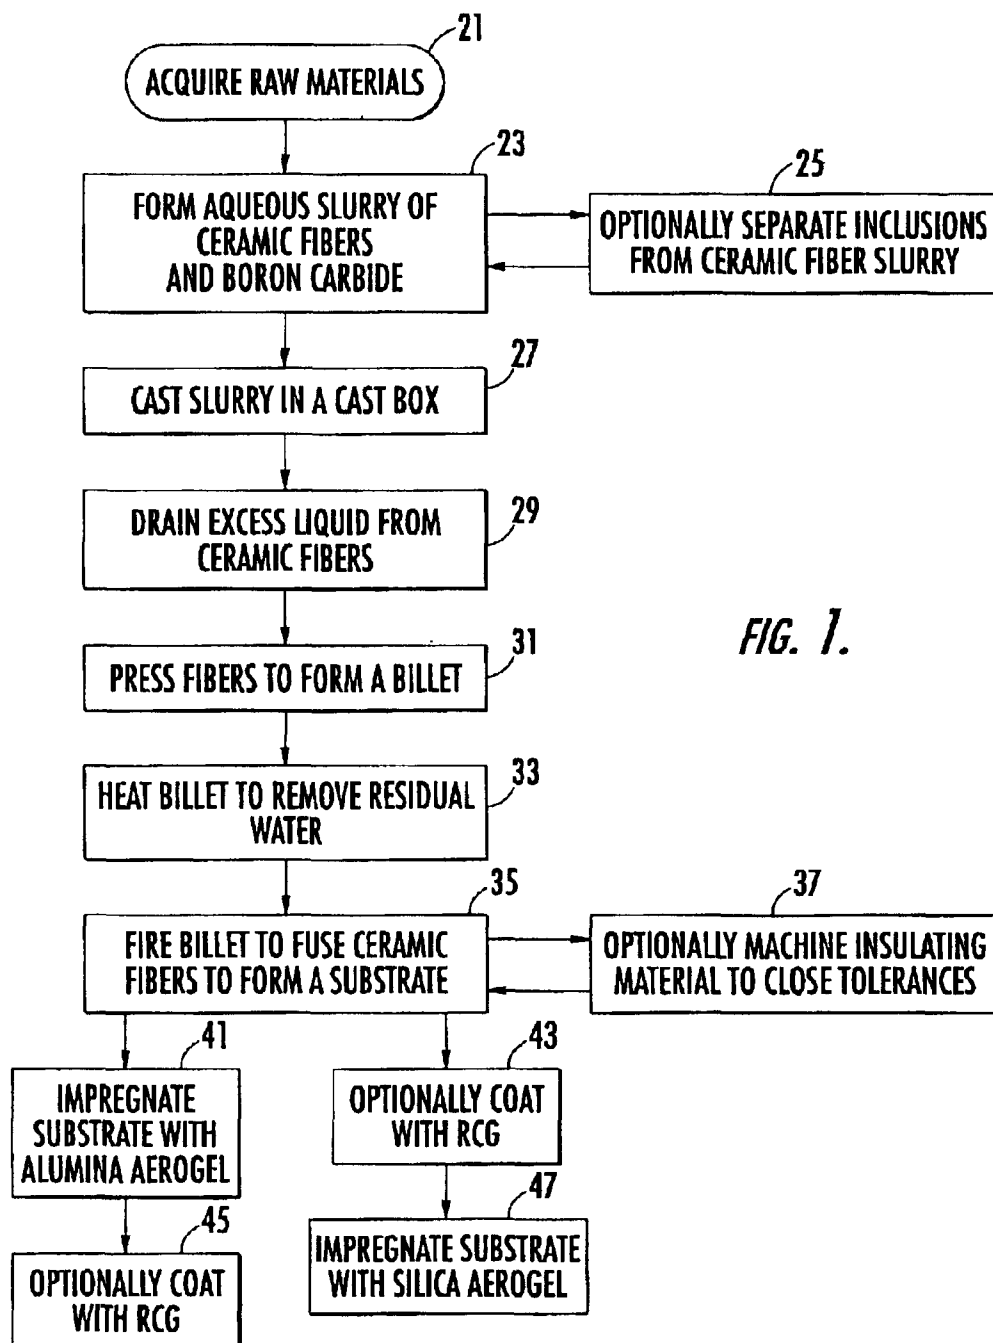 21
ACQUIRE RAW MATERIALS
23
FORM AQUEOUS SLURRY OF
CERAMIC FIBERS
AND BORON CARBIDE
25
OPTIONALLY SEPARATE INCLUSIONS
FROM CERAMIC FIBER SLURRY
27
CAST SLURRY IN A CAST BOX
29
DRAIN EXCESS LIQUID FROM
CERAMIC FIBERS
FIG. 1.
31
PRESS FIBERS TO FORM A BILLET
33
HEAT BILLET TO REMOVE RESIDUAL
WATER
35
FIRE BILLET TO FUSE CERAMIC
FIBERS TO FORM A SUBSTRATE
37
OPTIONALLY MACHINE INSULATING
MATERIAL TO CLOSE TOLERANCES
41
IMPREGNATE
SUBSTRATE WITH
ALUMINA AEROGEL
43
OPTIONALLY COAT
WITH RCG
45
OPTIONALLY COAT
WITH RCG
47
IMPREGNATE SUBSTRATE
WITH SILICA AEROGEL